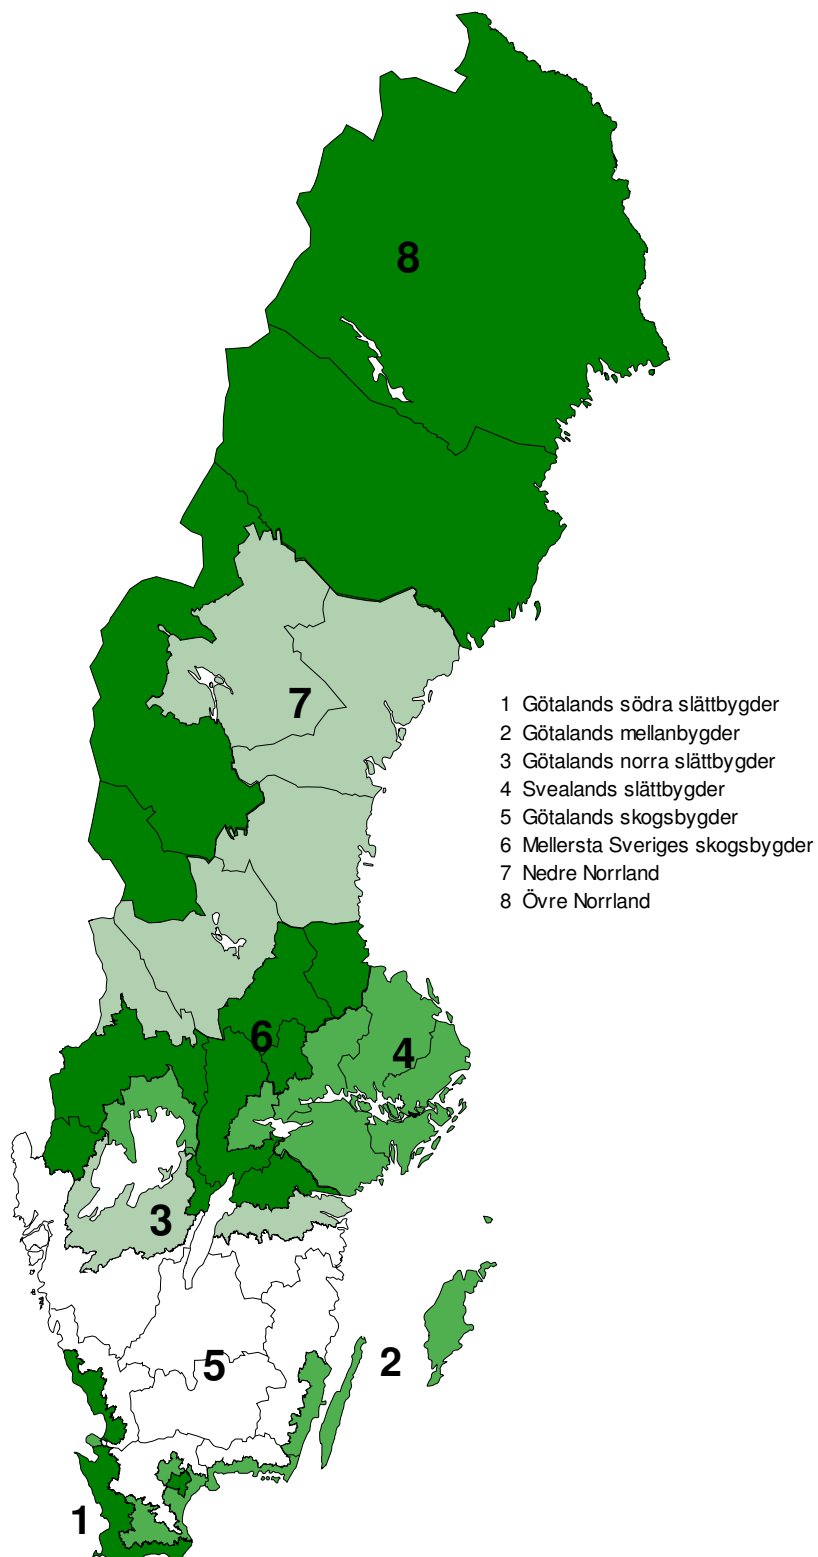 8
7
1 Götalands södra slättbygder
2 Götalands mellanbygder
3 Götalands norra slättbygder
4 Svealands slättbygder
5 Götalands skogsbygder
6 Mellersta Sveriges skogsbygder
7 Nedre Norrland
8 Övre Norrland
6
4
3
5
2
1